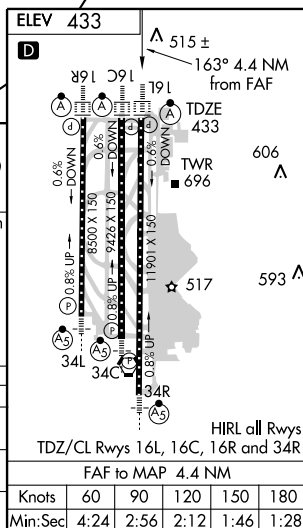 ELEV 433
D
515 ±
163° 4.4 NM
from FAF
16R
16C
16L
A
A
A
TDZE
433
P
P
P
0.6%
DOWN
0.6%
DOWN
0.6%
DOWN
TWR
696
606
8500 X 150
9426 X 150
11901 X 150
593
517
0.8% UP
0.8% UP
0.8% UP
P
P
P
A5
34L
A5
34C
34R
A5
HIRL all Rwys
TDZ/CL Rwys 16L, 16C, 16R and 34R
FAF to MAP 4.4 NM
Knots 60 90 120 150 180
Min:Sec 4:24 2:56 2:12 1:46 1:28